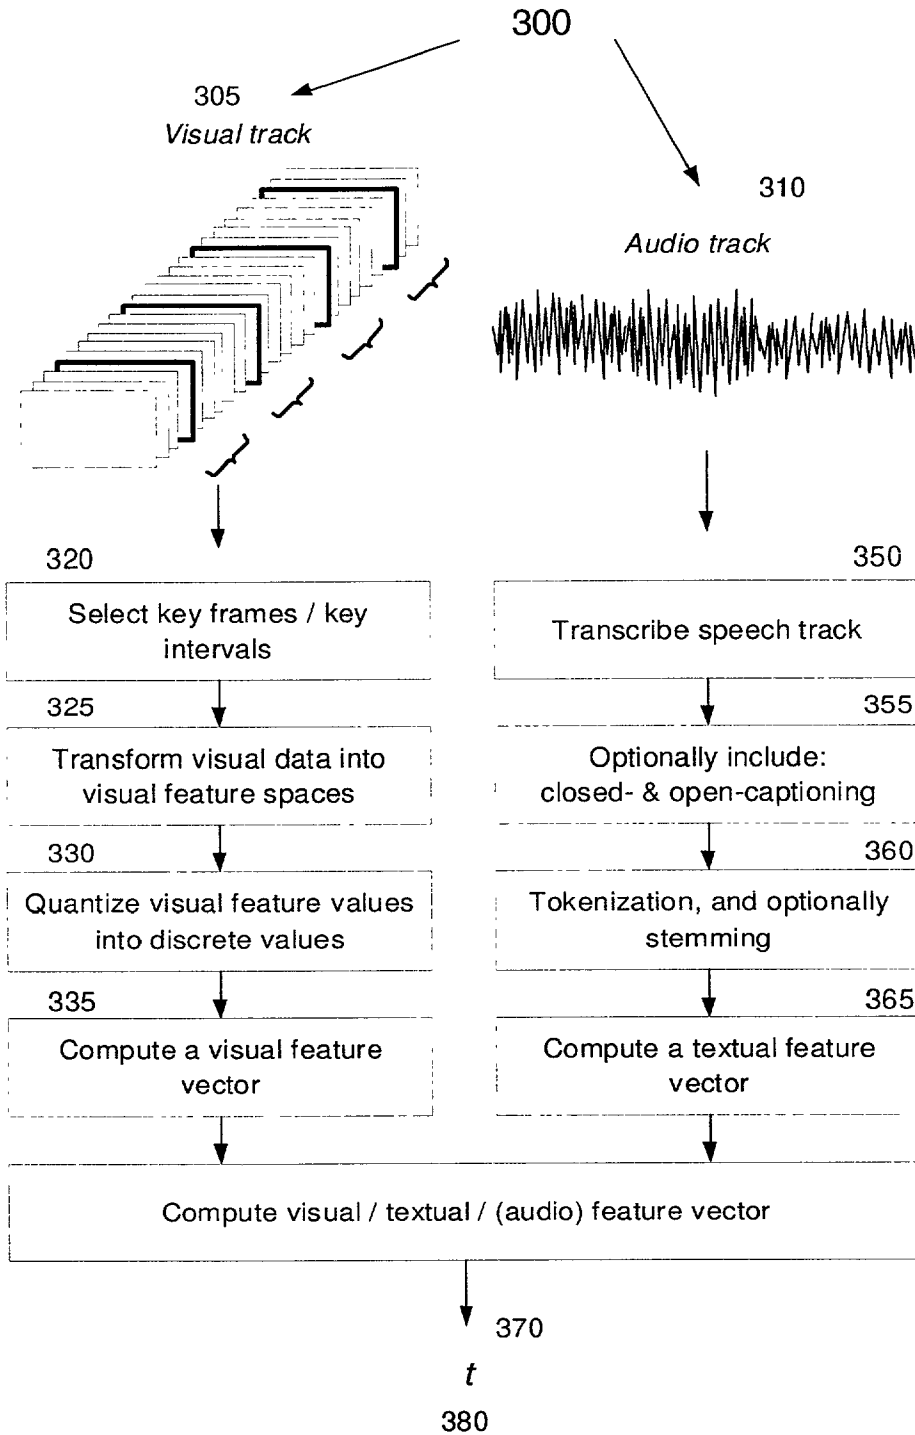 300
305
Visual track
310
Audio track
320
Select key frames / key
intervals
325
Transform visual data into
visual feature spaces
330
Quantize visual feature values
into discrete values
335
Compute a visual feature
vector
350
Transcribe speech track
355
Optionally include:
closed- & open-captioning
360
Tokenization, and optionally
stemming
365
Compute a textual feature
vector
Compute visual / textual / (audio) feature vector
370
t
380